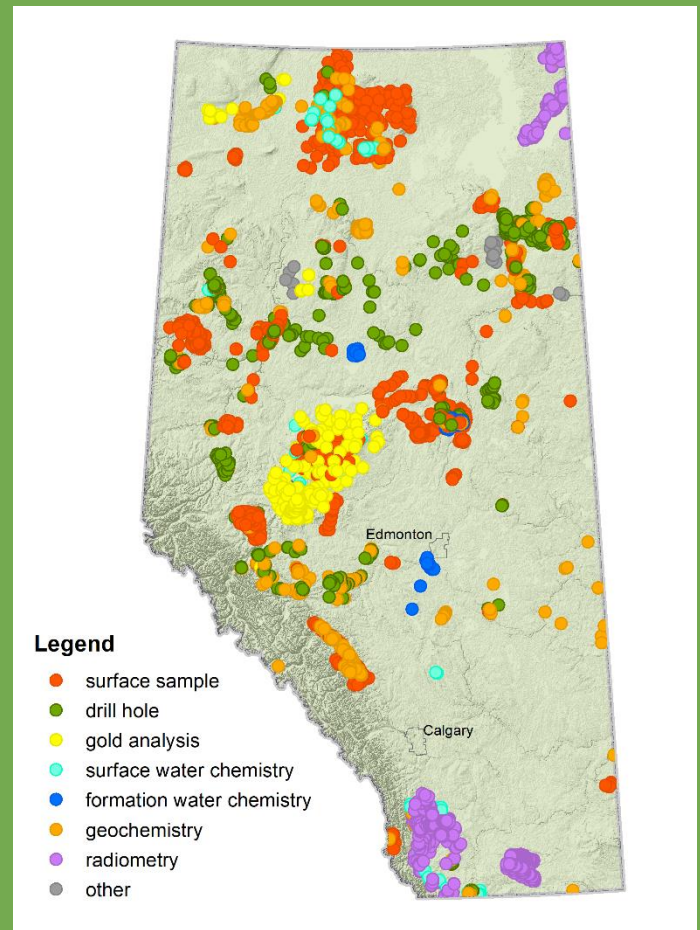 Edmonton
Legend
surface sample
drill hole
gold analysis
Calgary
surface water chemistry
formation water chemistry
geochemistry
radiometry
other